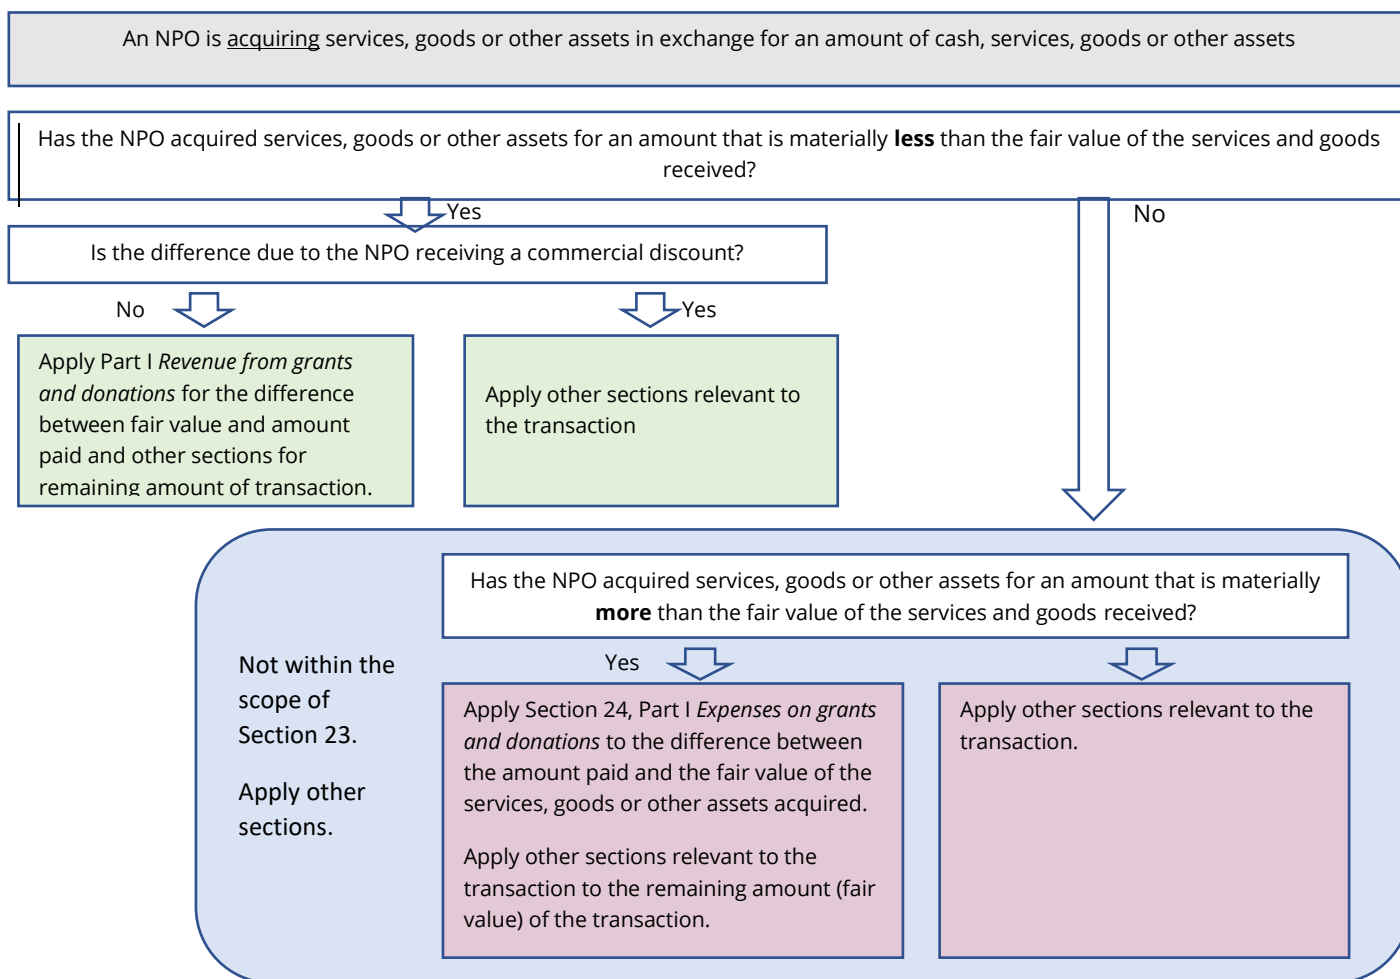 An NPO is acquiring services, goods or other assets in exchange for an amount of cash, services, goods or other assets
Has the NPO acquired services, goods or other assets for an amount that is materially less than the fair value of the services and goods
received?
Yes
No
Is the difference due to the NPO receiving a commercial discount?
No
Yes
Apply Part I Revenue from grants
and donations for the difference
between fair value and amount
paid and other sections for
remaining amount of transaction.
Apply other sections relevant to
the transaction
Has the NPO acquired services, goods or other assets for an amount that is materially
more than the fair value of the services and goods received?
Not within the
scope of
Section 23.
Apply other
sections.
Yes
Apply Section 24, Part I Expenses on grants
and donations to the difference between
the amount paid and the fair value of the
services, goods or other assets acquired.
Apply other sections relevant to the
transaction to the remaining amount (fair
value) of the transaction.
Apply other sections relevant to the
transaction.